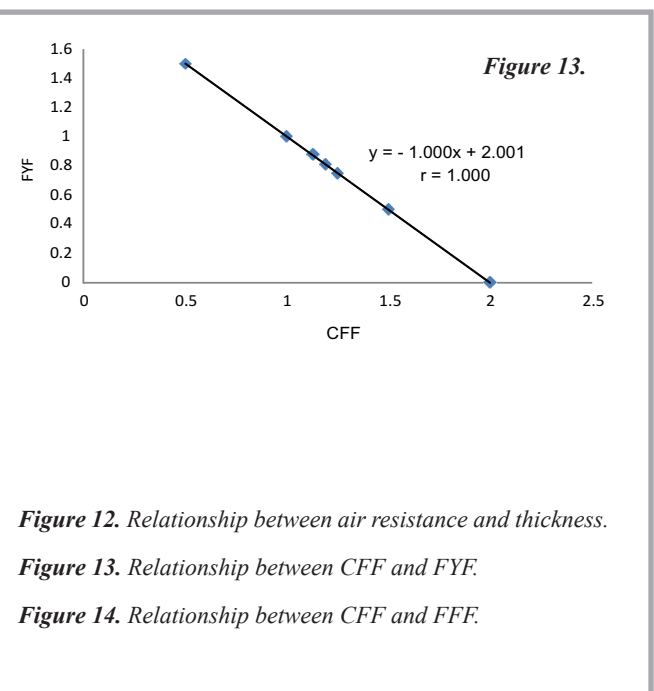 Figure 13.
1.6
1.4
1.2
1
0.8
0.6
0.4
0.2
0
FYF
y = - 1.000x + 2.001
r = 1.000
0 0.5 1 1.5 2 2.5
CFF
Figure 12. Relationship between air resistance and thickness.
Figure 13. Relationship between CFF and FYF.
Figure 14. Relationship between CFF and FFF.